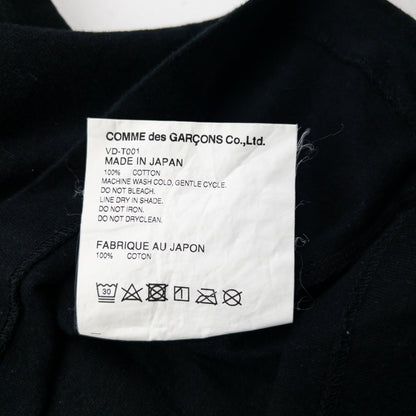 COMME des GARÇONS Co.,Ltd.
VD-T001
MADE IN JAPAN
100% COTTON
MACHINE WASH COLD, GENTLE CYCLE.
DO NOT BLEACH.
LINE DRY IN SHADE.
DO NOT IRON.
DO NOT DRYCLEAN.
FABRIQUE AU JAPON
100% COTON
30